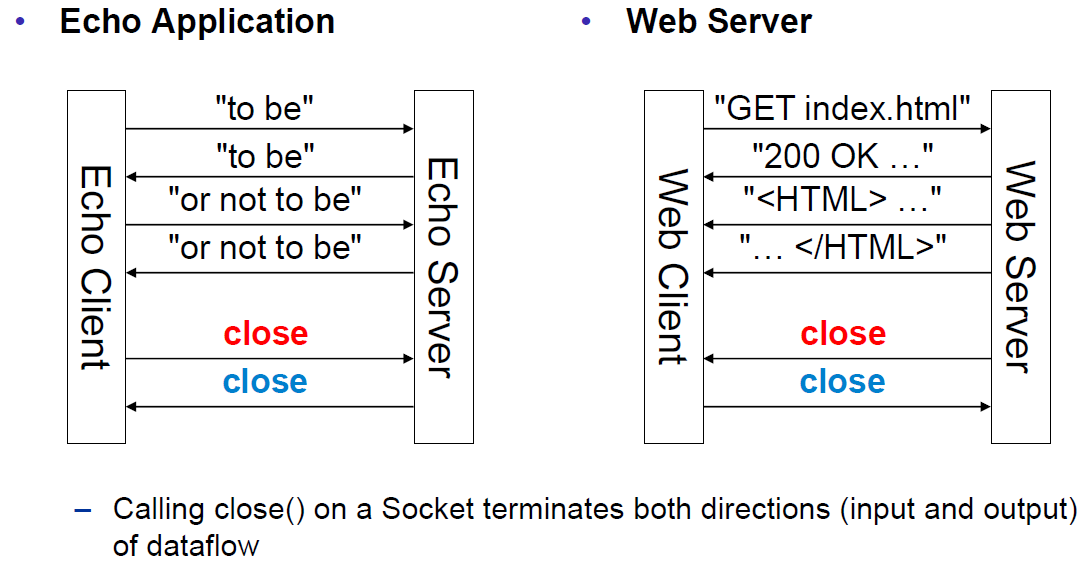 • Echo Application
"to be"
"to be"
"or not to be"
"or not to be"
close
close
Echo Client
Echo Server
• Web Server
"GET index.html"
"200 OK …"
"<HTML> …"
"… </HTML>"
close
close
Web Client
Web Server
– Calling close() on a Socket terminates both directions (input and output)
of dataflow